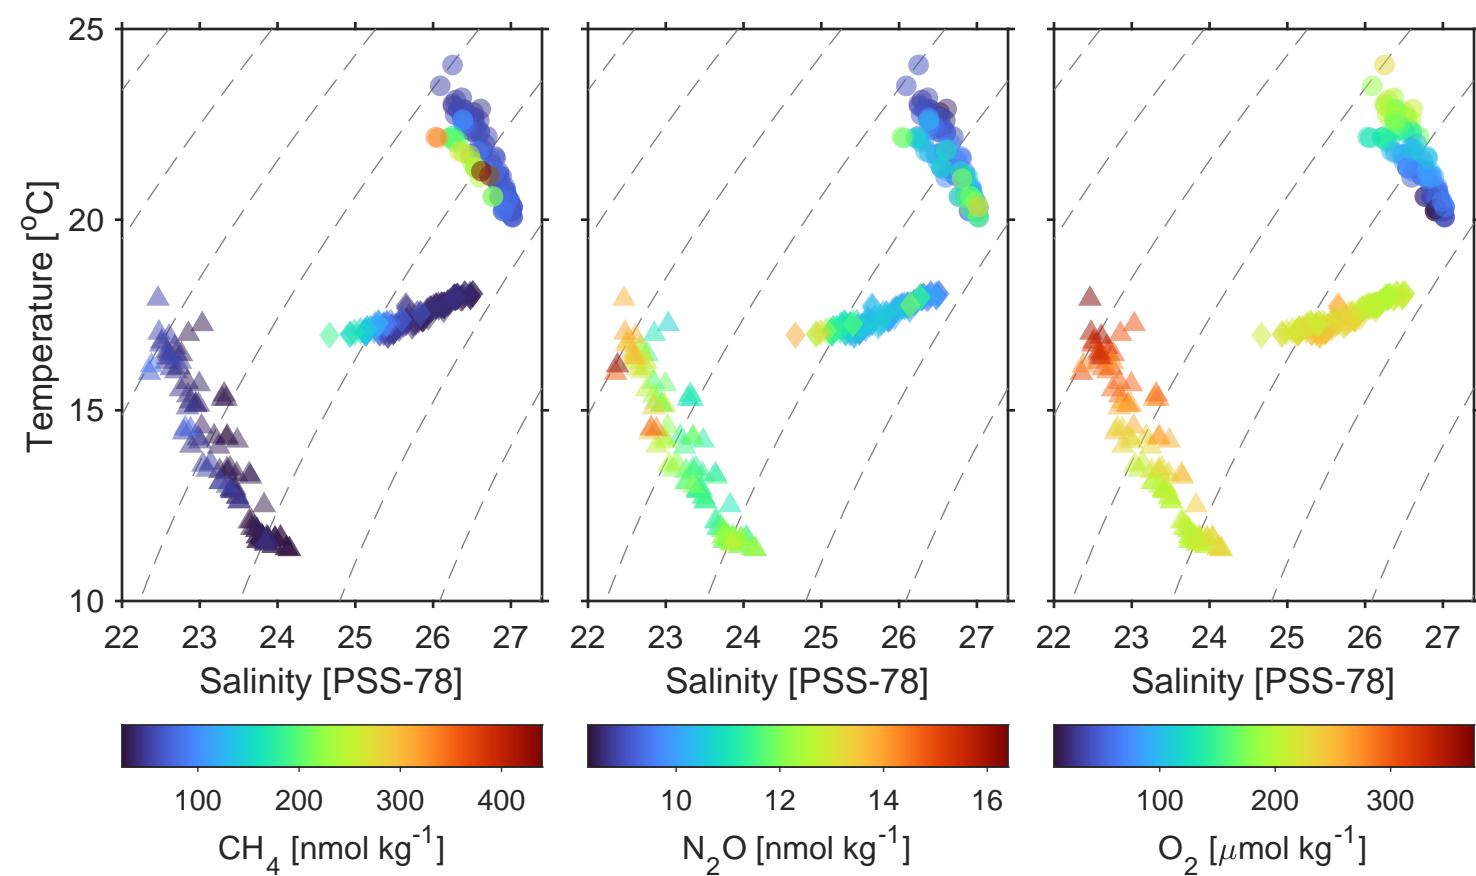 25
20
15
10
Temperature [°C]
22 23 24 25 26 27
22 23 24 25 26 27
22 23 24 25 26 27
Salinity [PSS-78]
Salinity [PSS-78]
Salinity [PSS-78]
100 200 300 400
10 12 14 16
100 200 300
CH₄ [nmol kg⁻¹]
N₂O [nmol kg⁻¹]
O₂ [μmol kg⁻¹]